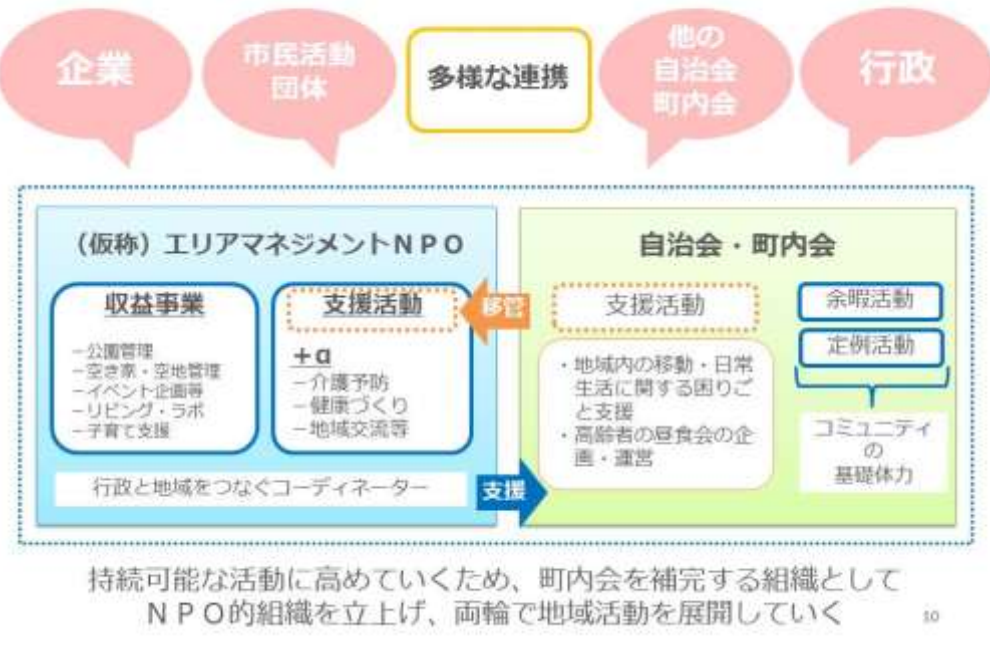 企業
市民活動
団体
多様な連携
他の
自治会
町内会
行政
（仮称）エリアマネジメントＮＰＯ
収益事業
－公園管理
－空き家・空地管理
－イベント企画等
－リビング・ラボ
－子育て支援
支援活動
＋α
－介護予防
－健康づくり
－地域交流等
行政と地域をつなぐコーディネーター
移管
支援
自治会・町内会
支援活動
・地域内の移動・日常
生活に関する困りご
と支援
・高齢者の昼食会の企
画・運営
余暇活動
定例活動
コミュニティ
の
基礎体力
持続可能な活動に高めていくため、町内会を補完する組織として
ＮＰＯ的組織を立上げ、両輪で地域活動を展開していく
10